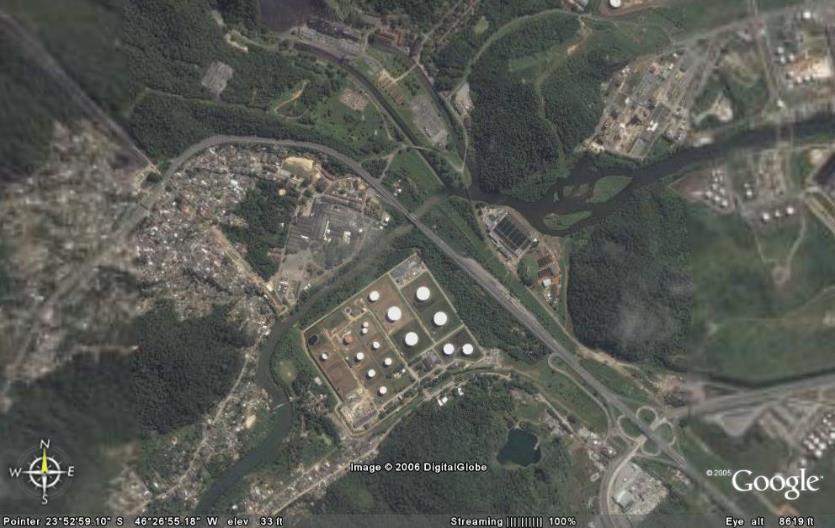 N
W E
S
Image © 2006 DigitalGlobe
© 2005 Google™
Pointer 23°52'59.10" S 46°26'55.18" W elev 33 ft Streaming |||||||||| 100% Eye alt 8619 ft